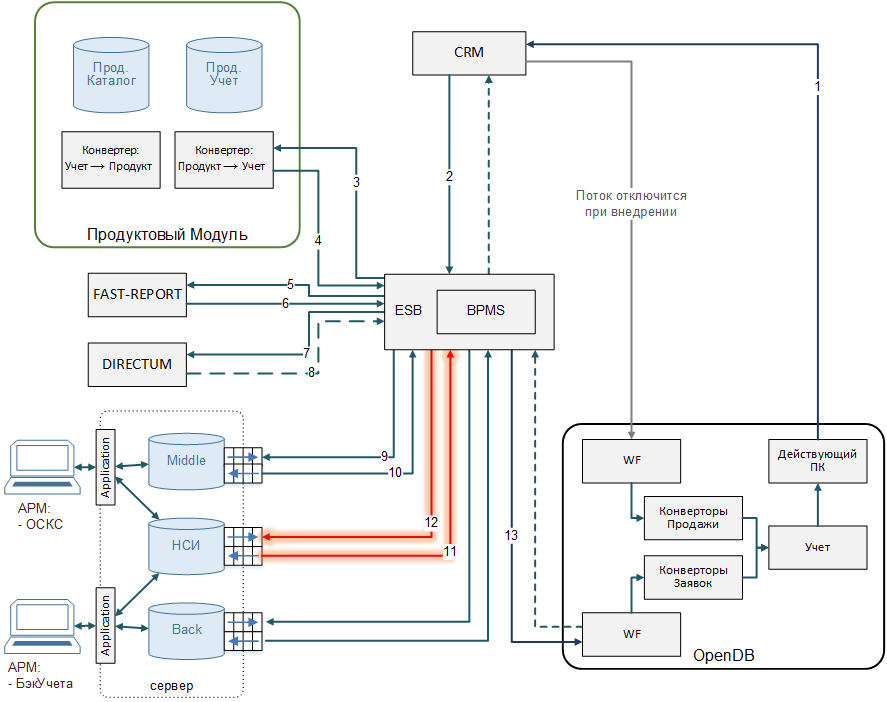 Прод.
Каталог
Прод.
Учет
Конвертер:
Учет → Продукт
Конвертер:
Продукт → Учет
Продуктовый Модуль
CRM
1
2
3
4
Поток отключится
при внедрении
FAST-REPORT
5
6
ESB
BPMS
DIRECTUM
7
8
Application
Middle
9
10
АРМ:
- ОСКС
НСИ
12
11
13
Application
Back
АРМ:
- БэкУчета
сервер
WF
Действующий
ПК
Конверторы
Продажи
Учет
Конверторы
Заявок
WF
OpenDB